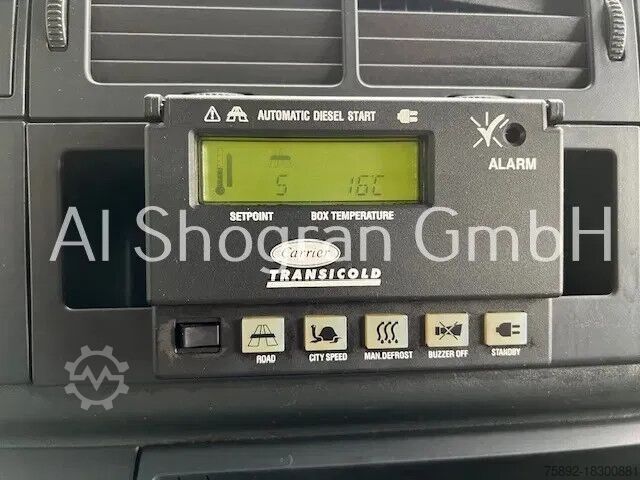 AUTOMATIC DIESEL START
ALARM
5 16C
SETPOINT BOX TEMPERATURE
Al Shogran GmbH
Carrier
TRANSICOLD
ROAD CITY SPEED MAN.DEFROST BUZZER OFF STANDBY
75892-18300881